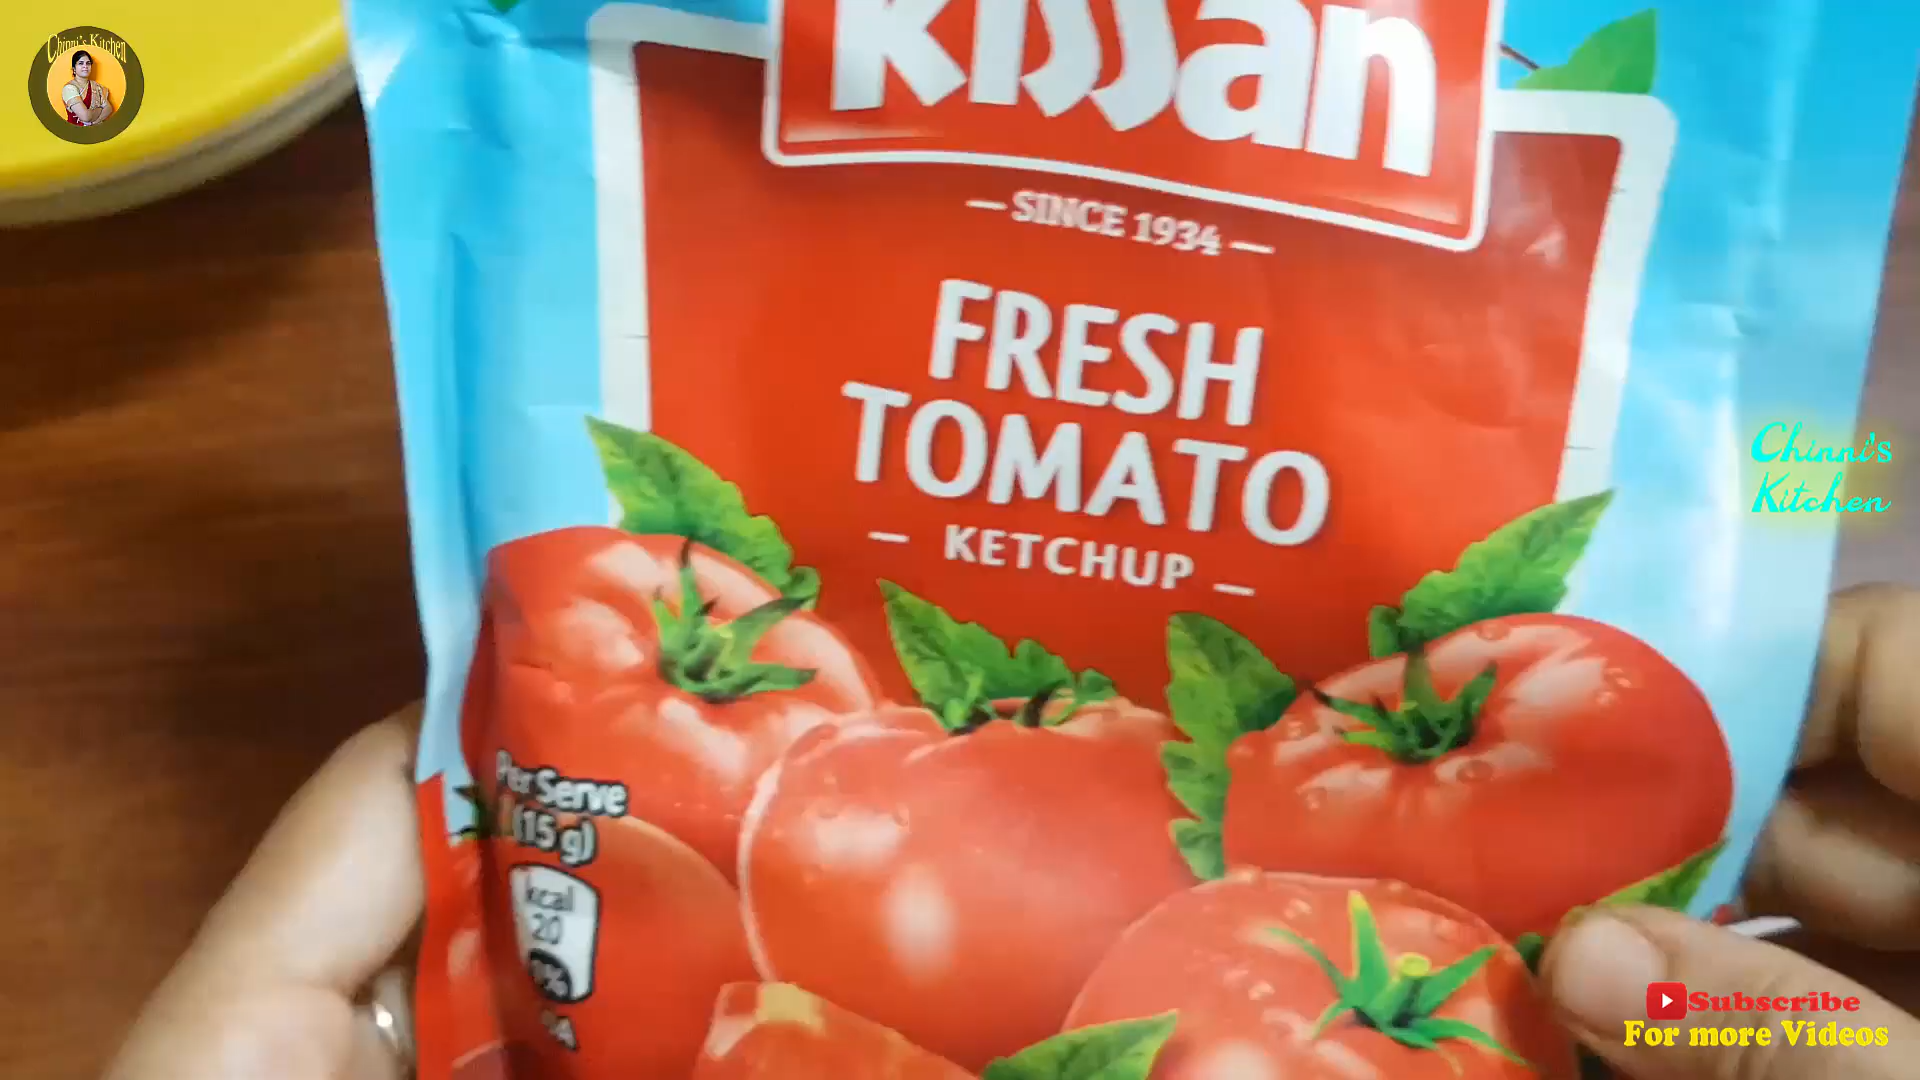 Chinni's Kitchen
Kissan
— SINCE 1934 —
FRESH
TOMATO
— KETCHUP —
Chinni's
Kitchen
Per Serve
(15 g)
kcal
20
Subscribe
For more Videos